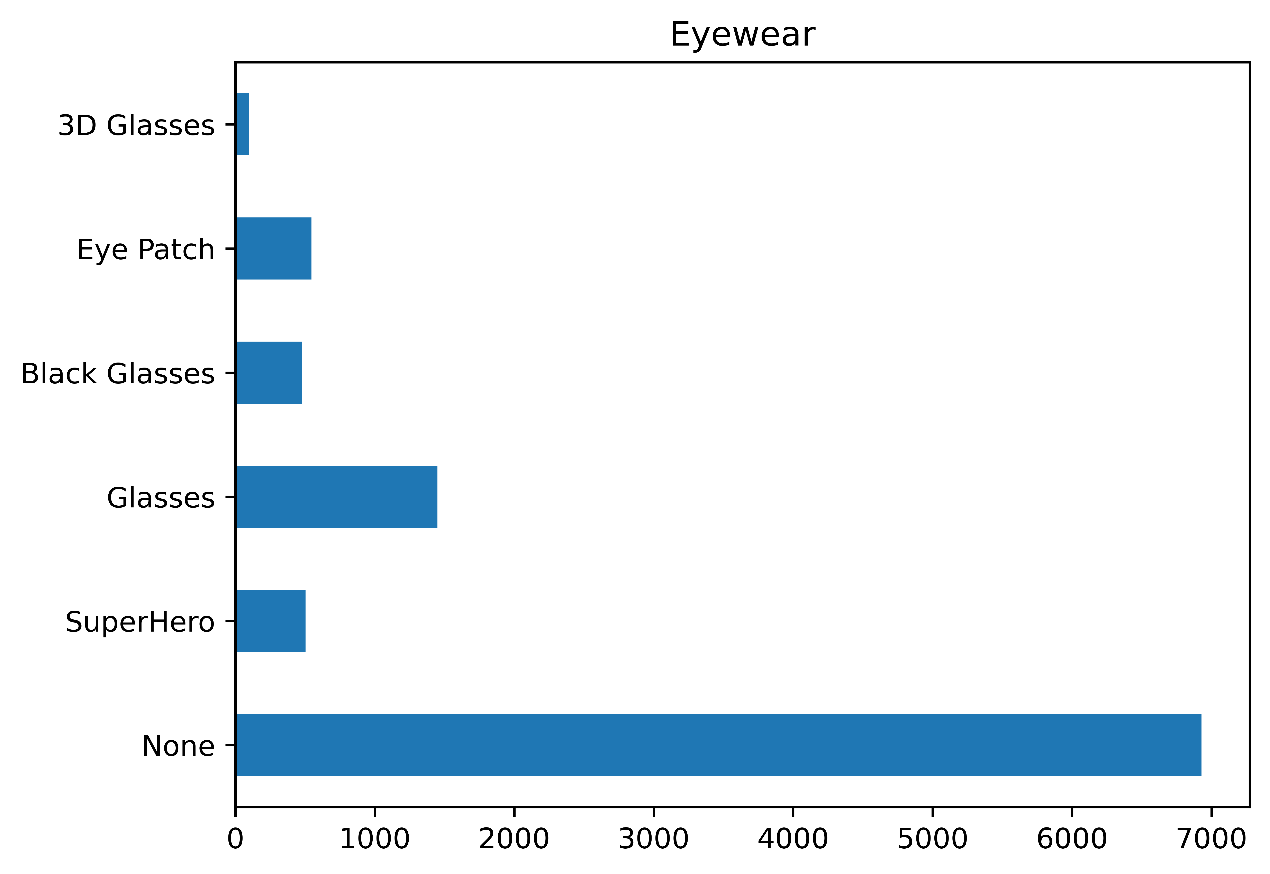 Eyewear
3D Glasses
Eye Patch
Black Glasses
Glasses
SuperHero
None
0 1000 2000 3000 4000 5000 6000 7000